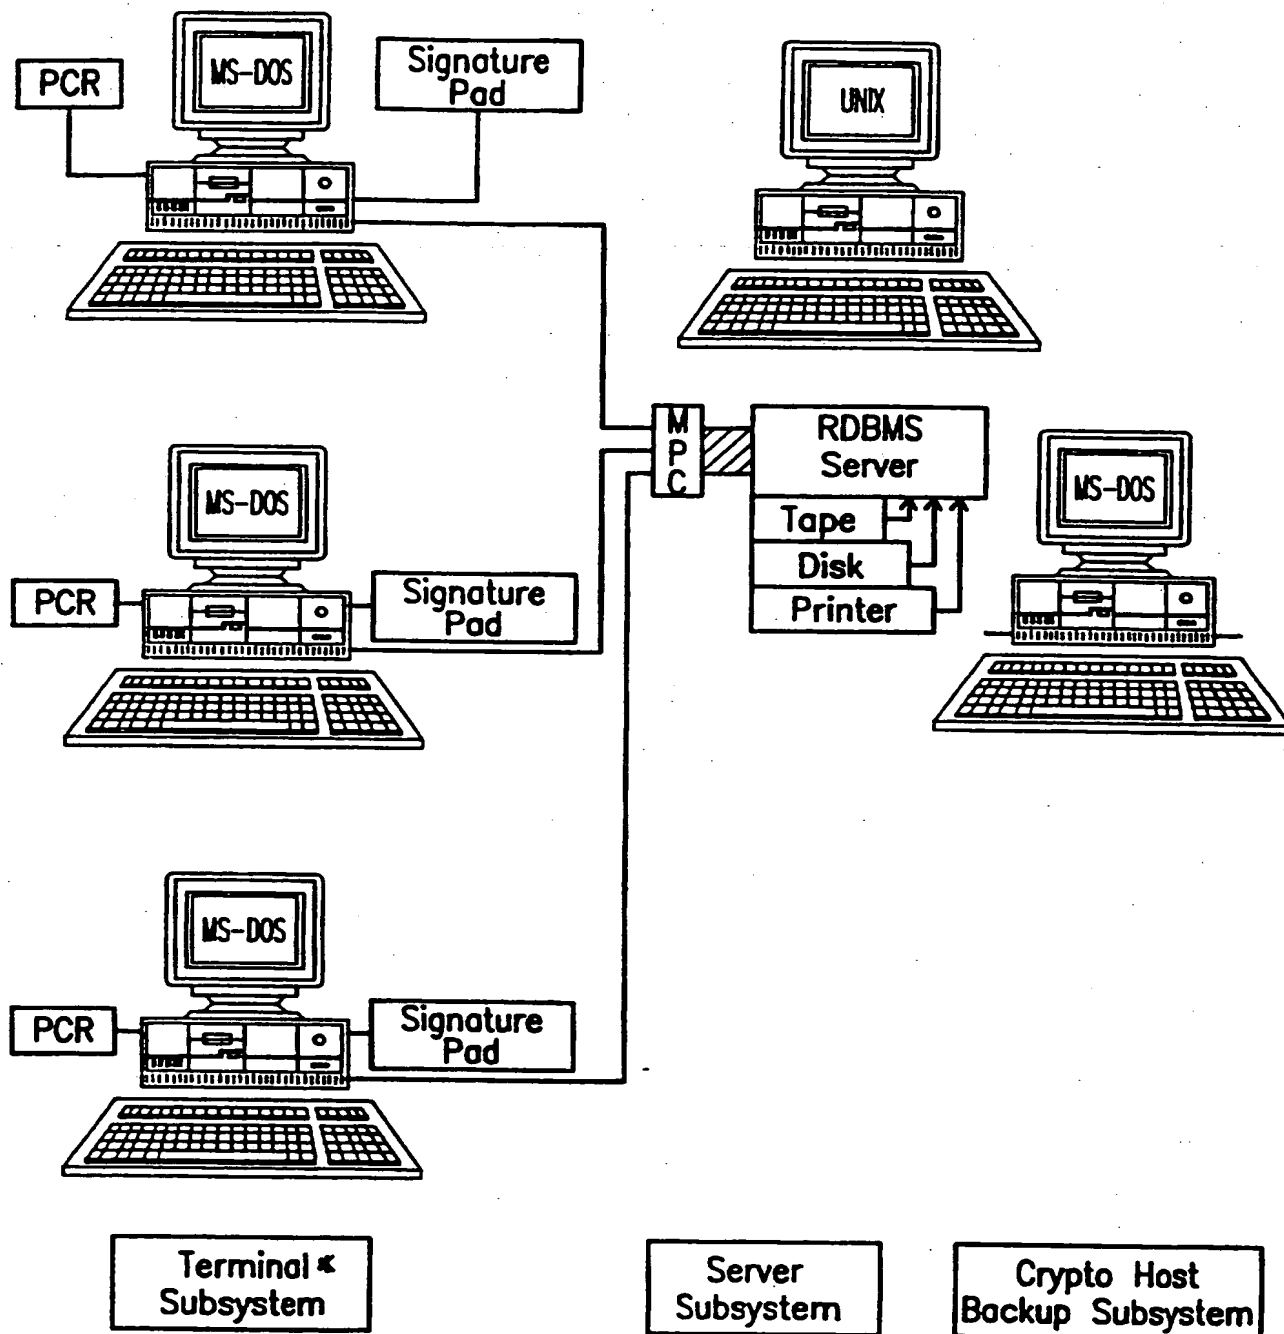 PCR
MS-DOS
Signature
Pad
UNIX
M
P
C
RDBMS
Server
Tape
Disk
Printer
MS-DOS
MS-DOS
PCR
Signature
Pad
MS-DOS
PCR
Signature
Pad
Terminal *
Subsystem
Server
Subsystem
Crypto Host
Backup Subsystem